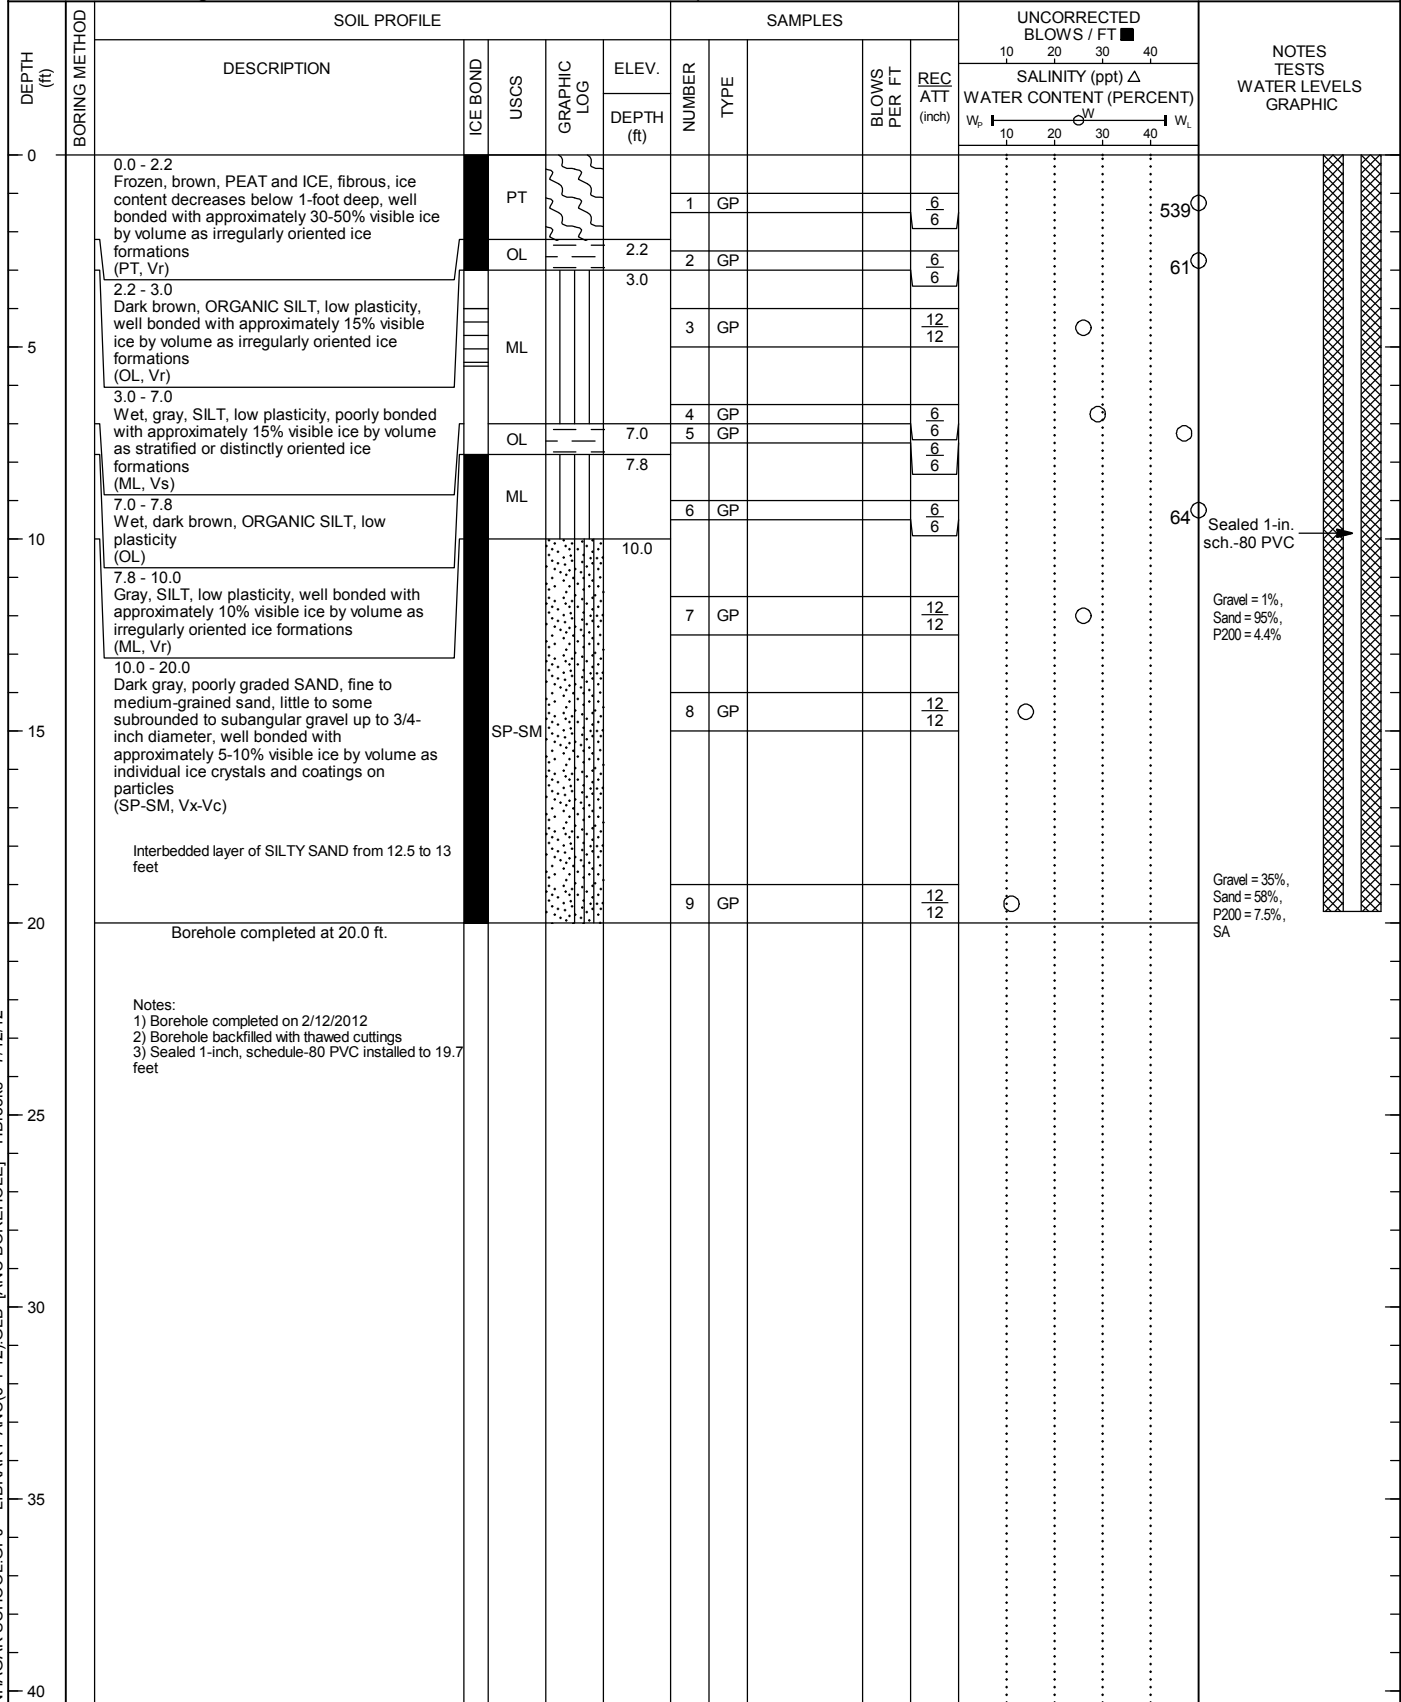 DEPTH
(ft)
BORING METHOD
SOIL PROFILE
DESCRIPTION
ICE BOND
USCS
GRAPHIC
LOG
ELEV.
DEPTH
(ft)
SAMPLES
NUMBER
TYPE
BLOWS
PER FT
REC
ATT
(inch)
UNCORRECTED
BLOWS / FT ■
10 20 30 40
SALINITY (ppt) △
WATER CONTENT (PERCENT)
Wₚ W W_L
10 20 30 40
NOTES
TESTS
WATER LEVELS
GRAPHIC
0
0.0 - 2.2
Frozen, brown, PEAT and ICE, fibrous, ice
content decreases below 1-foot deep, well
bonded with approximately 30-50% visible ice
by volume as irregularly oriented ice
formations
(PT, Vr)
PT
1 GP 6
6
539
OL
2.2
2 GP 6
6
61
3.0
2.2 - 3.0
Dark brown, ORGANIC SILT, low plasticity,
well bonded with approximately 15% visible
ice by volume as irregularly oriented ice
formations
(OL, Vr)
3 GP 12
12
5
ML
3.0 - 7.0
Wet, gray, SILT, low plasticity, poorly bonded
with approximately 15% visible ice by volume
as stratified or distinctly oriented ice
formations
(ML, Vs)
4 GP 6
6
OL
7.0
5 GP 6
6
7.8
7.0 - 7.8
Wet, dark brown, ORGANIC SILT, low
plasticity
(OL)
ML
6 GP 6
6
64
Sealed 1-in.
sch.-80 PVC
10
10.0
7.8 - 10.0
Gray, SILT, low plasticity, well bonded with
approximately 10% visible ice by volume as
irregularly oriented ice formations
(ML, Vr)
7 GP 12
12
Gravel = 1%,
Sand = 95%,
P200 = 4.4%
10.0 - 20.0
Dark gray, poorly graded SAND, fine to
medium-grained sand, little to some
subrounded to subangular gravel up to 3/4-
inch diameter, well bonded with
approximately 5-10% visible ice by volume as
individual ice crystals and coatings on
particles
(SP-SM, Vx-Vc)
8 GP 12
12
15
SP-SM
Interbedded layer of SILTY SAND from 12.5 to 13
feet
9 GP 12
12
Gravel = 35%,
Sand = 58%,
P200 = 7.5%,
SA
20
Borehole completed at 20.0 ft.
Notes:
1) Borehole completed on 2/12/2012
2) Borehole backfilled with thawed cuttings
3) Sealed 1-inch, schedule-80 PVC installed to 19.7
feet
25
30
35
40